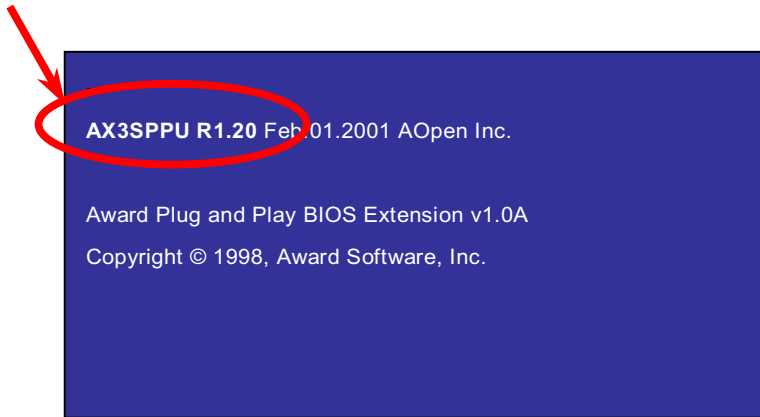 AX3SPPU R1.20 Feb.01.2001 AOpen Inc.
Award Plug and Play BIOS Extension v1.0A
Copyright © 1998, Award Software, Inc.